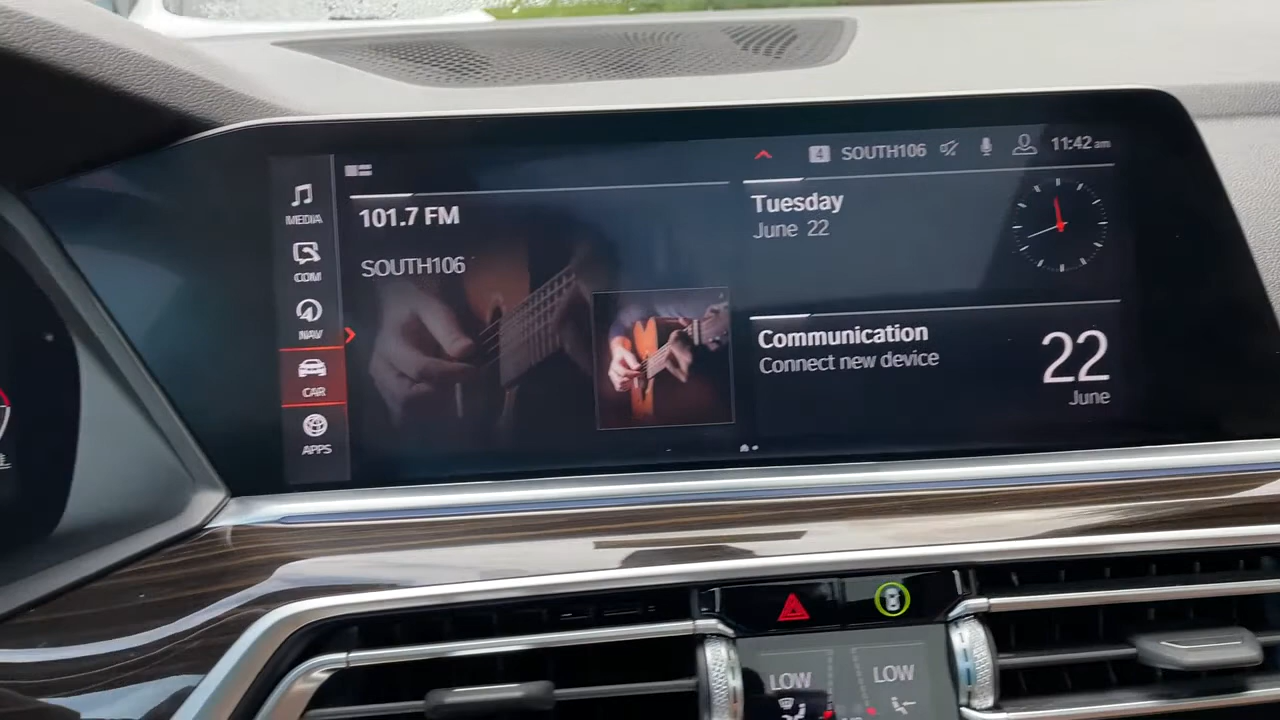 4 SOUTH106 11:42 am
MEDIA
COM
NAV
CAR
APPS
101.7 FM
SOUTH106
Tuesday
June 22
Communication
Connect new device
22
June
LOW
LOW